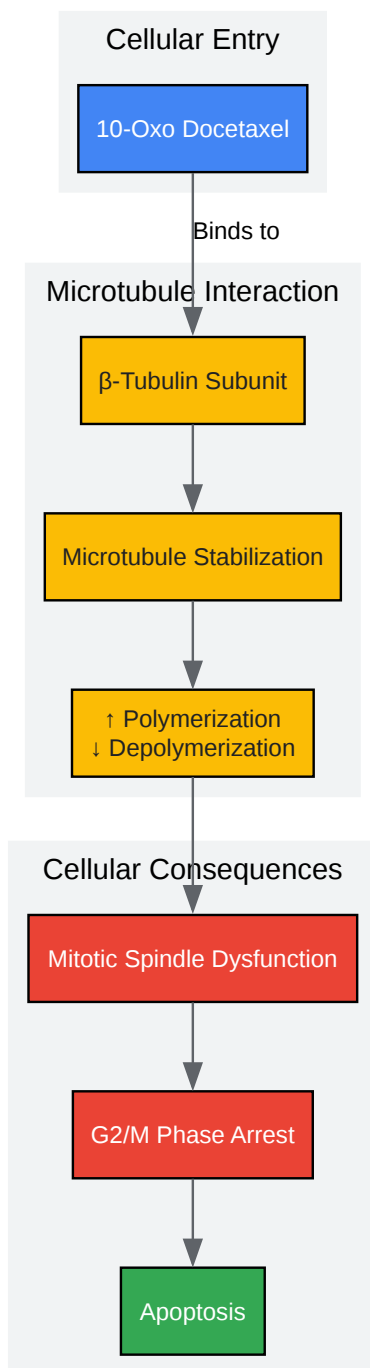 Cellular Entry
10-Oxo Docetaxel
Binds to
Microtubule Interaction
β-Tubulin Subunit
Microtubule Stabilization
↑ Polymerization
↓ Depolymerization
Cellular Consequences
Mitotic Spindle Dysfunction
G2/M Phase Arrest
Apoptosis